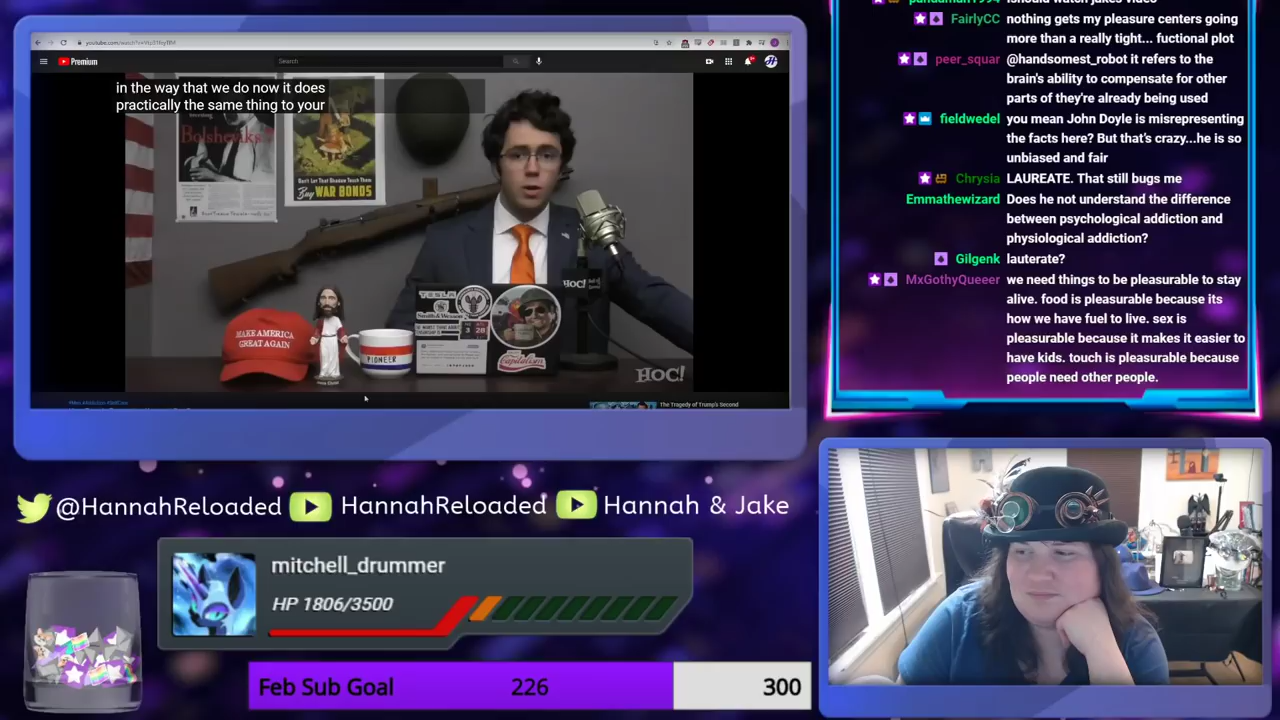 Premium
Search
in the way that we do now it does
practically the same thing to your
Bolsheviks
Don't Let That Shadow Touch Them
Buy WAR BONDS
MAKE AMERICA
GREAT AGAIN
PIONEER
TESLA
Smith & Wesson
Capitalism
HOC!
HOC!
The Tragedy of Trump's Second
FairlyCC nothing gets my pleasure centers going
more than a really tight... fuctional plot
peer_squar @handsomest_robot it refers to the
brain's ability to compensate for other
parts of they're already being used
fieldwedel you mean John Doyle is misrepresenting
the facts here? But that's crazy...he is so
unbiased and fair
Chrysia LAUREATE. That still bugs me
Emmathewizard Does he not understand the difference
between psychological addiction and
physiological addiction?
Gilgenk lauterate?
MxGothyQueeer we need things to be pleasurable to stay
alive. food is pleasurable because its
how we have fuel to live. sex is
pleasurable because it makes it easier to
have kids. touch is pleasurable because
people need other people.
@HannahReloaded HannahReloaded Hannah & Jake
mitchell_drummer
HP 1806/3500
Feb Sub Goal 226 300